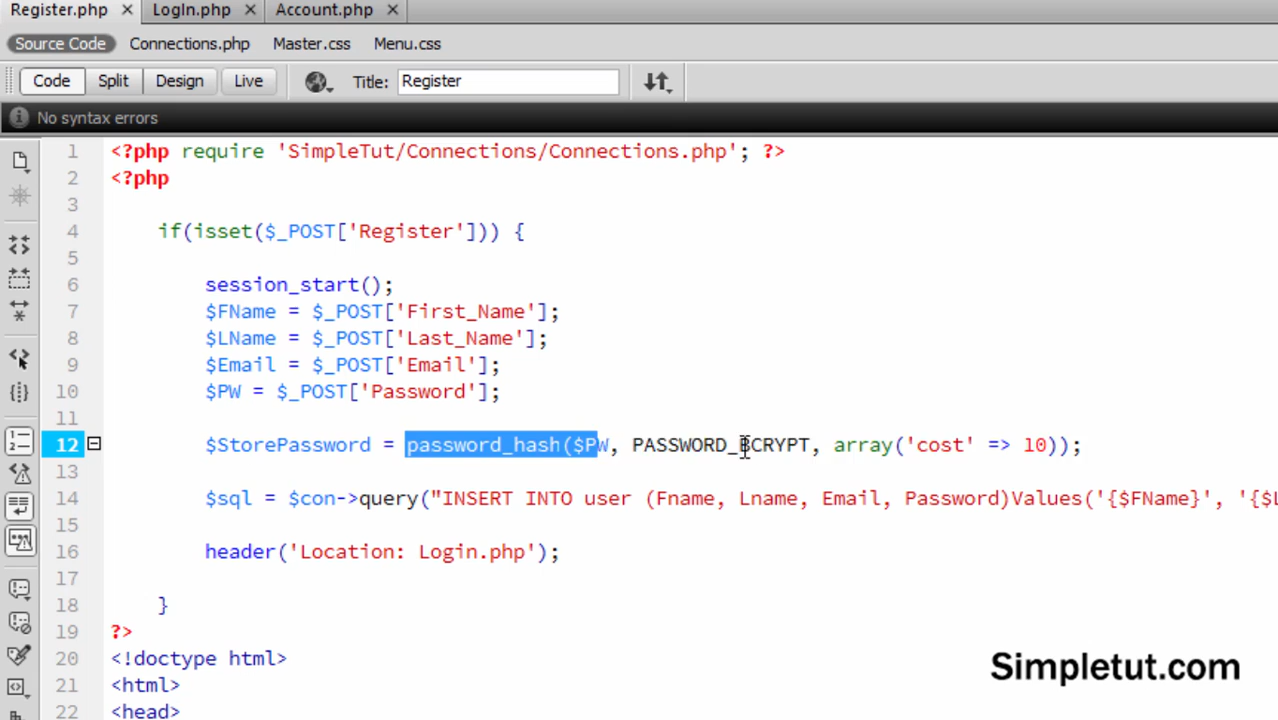 Register.php × LogIn.php × Account.php ×
Source Code Connections.php Master.css Menu.css
Code Split Design Live Title: Register
No syntax errors
1 <?php require 'SimpleTut/Connections/Connections.php'; ?>
2 <?php
3
4 if(isset($_POST['Register'])) {
5
6 session_start();
7 $FName = $_POST['First_Name'];
8 $LName = $_POST['Last_Name'];
9 $Email = $_POST['Email'];
10 $PW = $_POST['Password'];
11
12 $StorePassword = password_hash($PW, PASSWORD_BCRYPT, array('cost' => 10));
13
14 $sql = $con->query("INSERT INTO user (Fname, Lname, Email, Password)Values('{$FName}', '{$L
15
16 header('Location: Login.php');
17
18 }
19 ?>
20 <!doctype html>
21 <html>
22 <head>
Simpletut.com